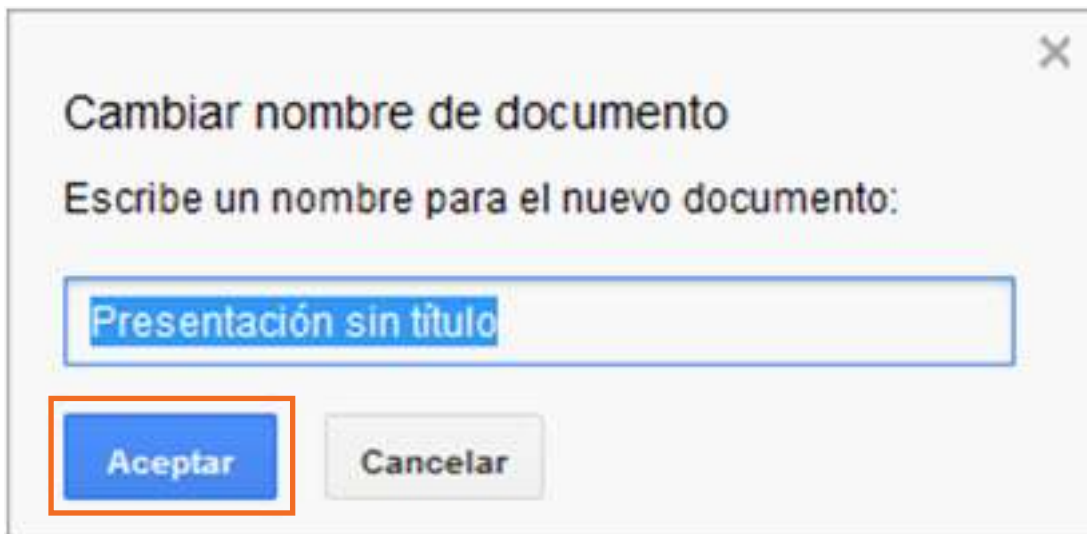 Cambiar nombre de documento
Escribe un nombre para el nuevo documento:
Presentación sin título
Aceptar
Cancelar